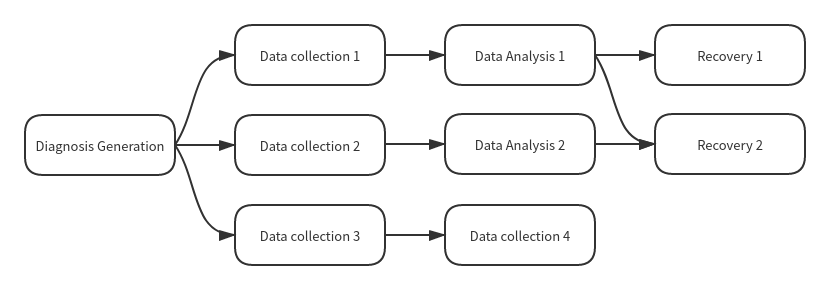 Data collection 1
Data Analysis 1
Recovery 1
Diagnosis Generation
Data collection 2
Data Analysis 2
Recovery 2
Data collection 3
Data collection 4